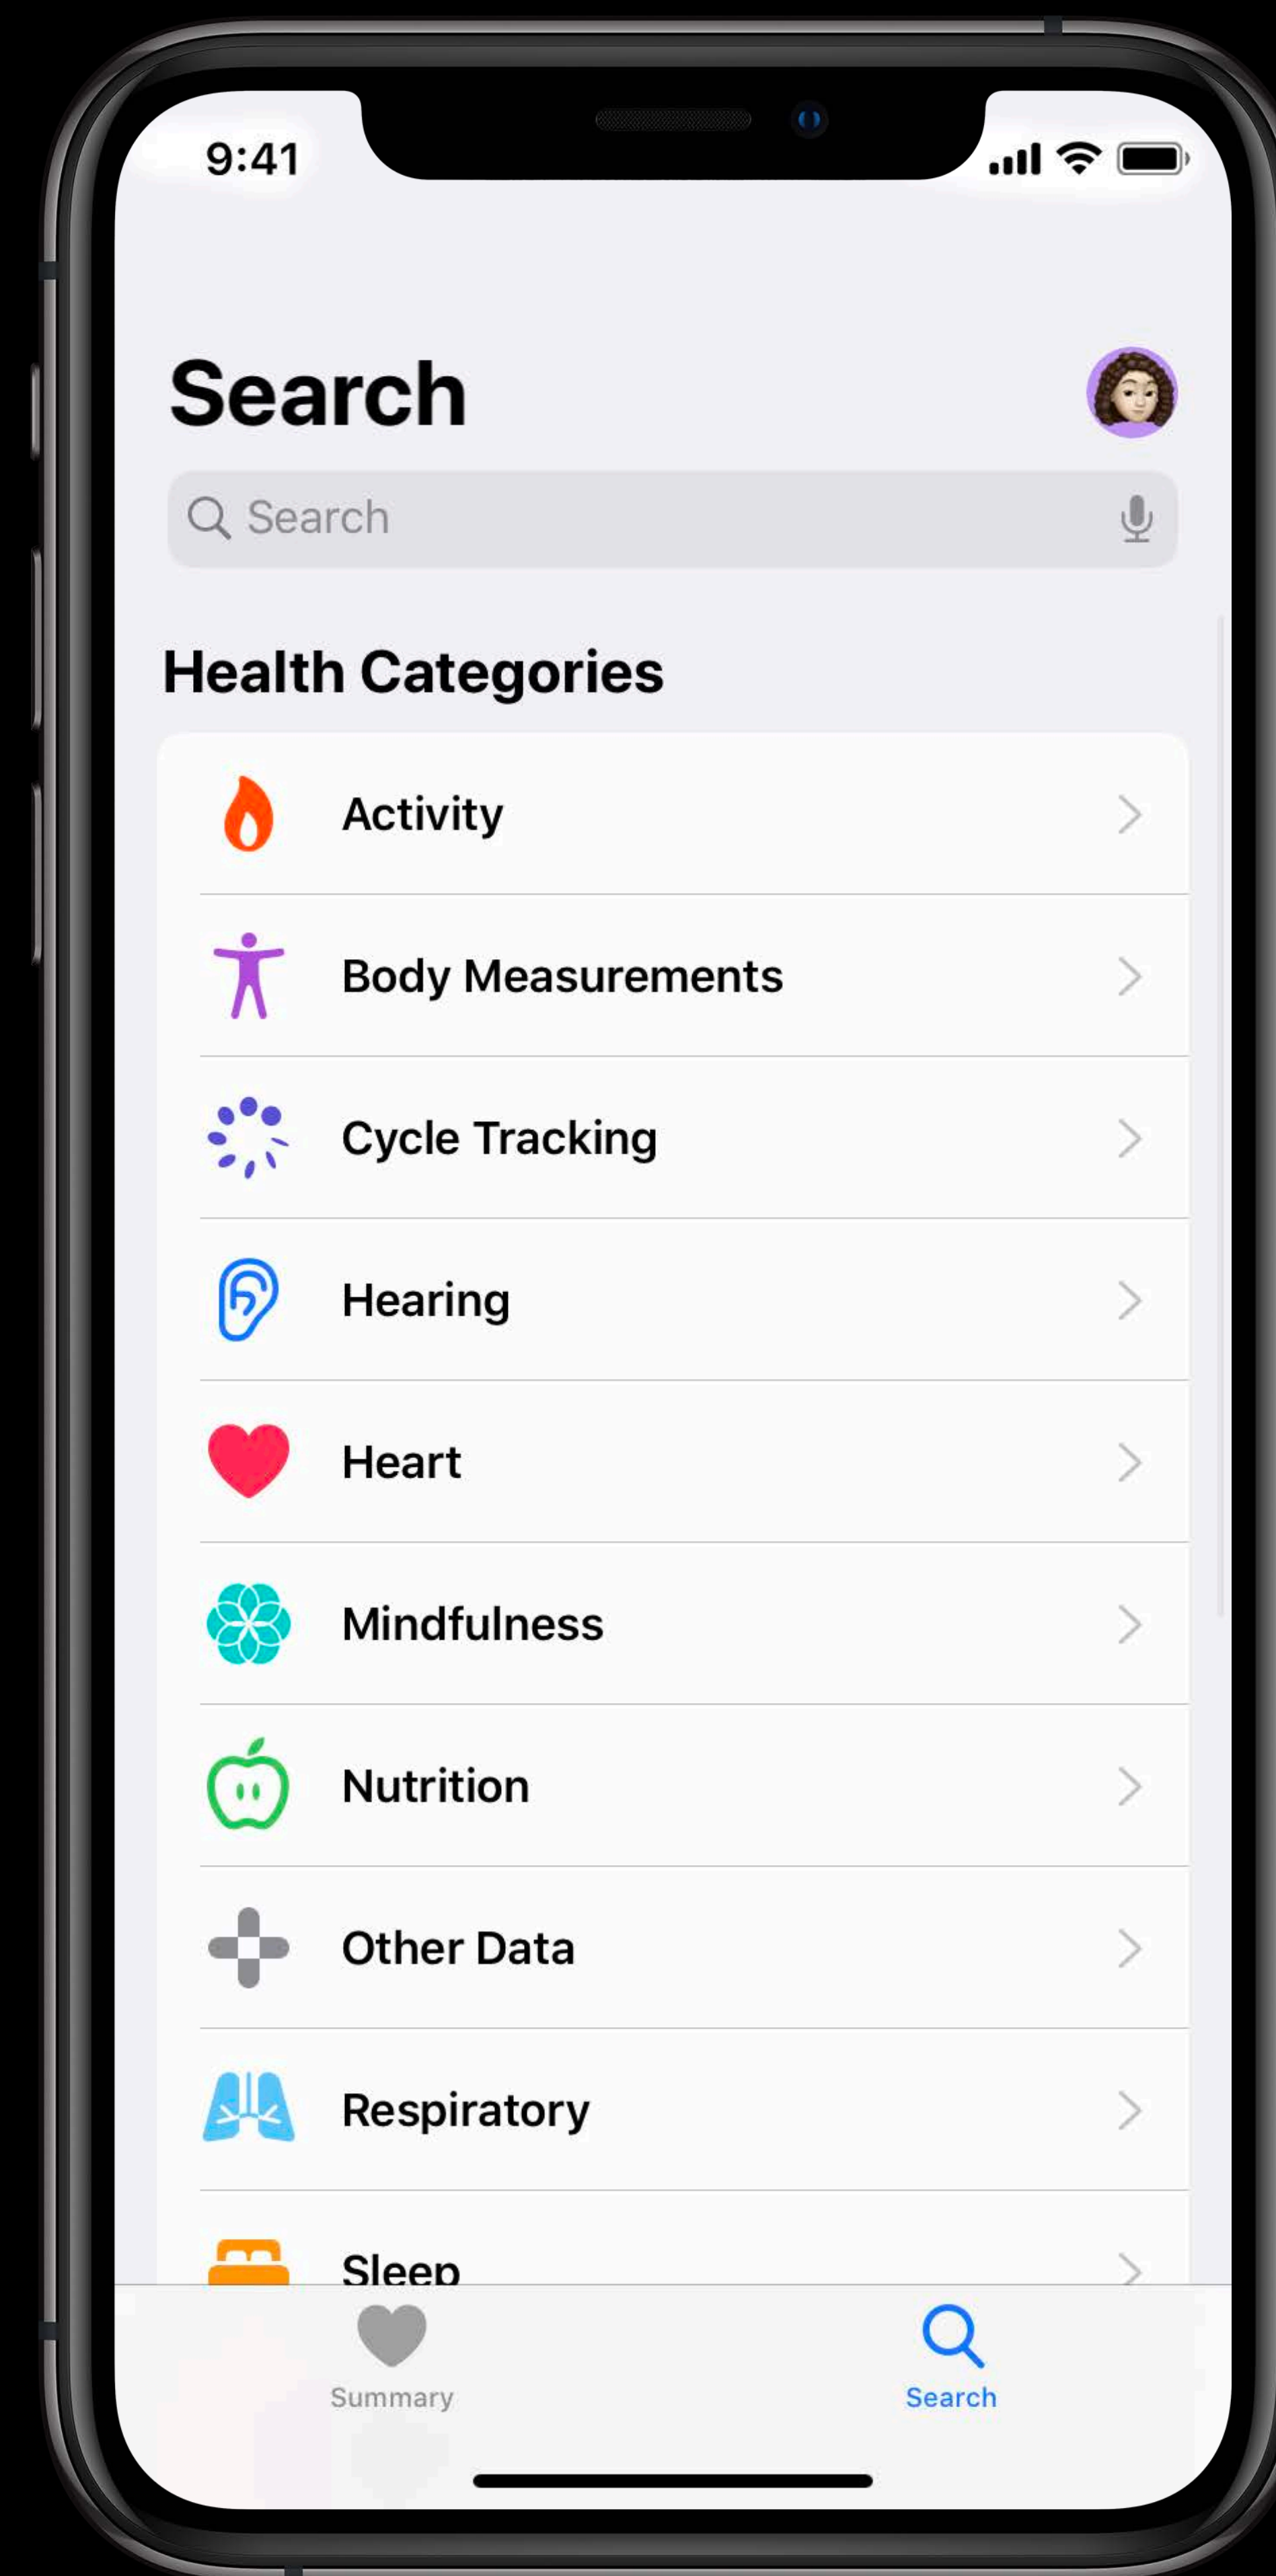 9:41
Search
Search
Health Categories
Activity
Body Measurements
Cycle Tracking
Hearing
Heart
Mindfulness
Nutrition
Other Data
Respiratory
Sleep
Summary
Search